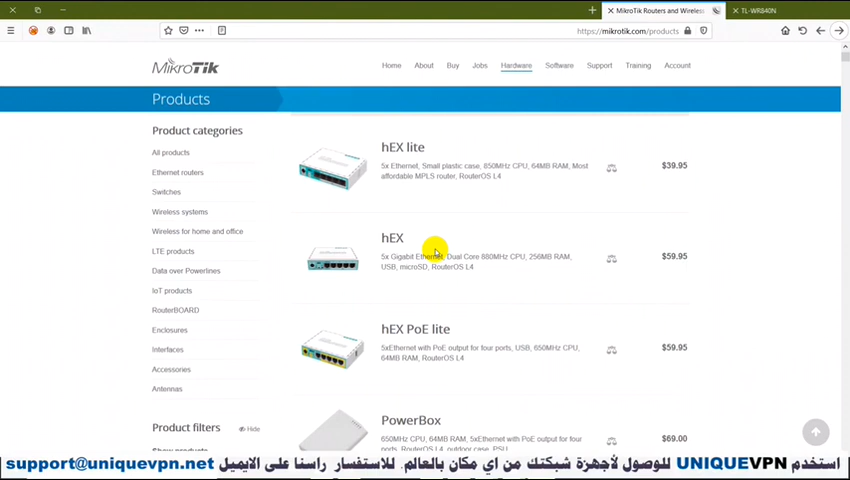 MikroTik Routers and Wireless
TL-WR840N
https://mikrotik.com/products
MikroTik
Home About Buy Jobs Hardware Software Support Training Account
Products
Product categories
All products
Ethernet routers
Switches
Wireless systems
Wireless for home and office
LTE products
Data over Powerlines
IoT products
RouterBOARD
Enclosures
Interfaces
Accessories
Antennas
Product filters
Hide
hEX lite
5x Ethernet, Small plastic case, 850MHz CPU, 64MB RAM, Most
affordable MPLS router, RouterOS L4
$39.95
hEX
5x Gigabit Ethernet, Dual Core 880MHz CPU, 256MB RAM,
USB, microSD, RouterOS L4
$59.95
hEX PoE lite
5xEthernet with PoE output for four ports, USB, 650MHz CPU,
64MB RAM, RouterOS L4
$59.95
PowerBox
650MHz CPU, 64MB RAM, 5xEthernet with PoE output for four
$69.00
استخدم UNIQUEVPN للوصول لأجهزة شبكتك من اي مكان بالعالم. للاستفسار راسنا على الايميل support@uniquevpn.net